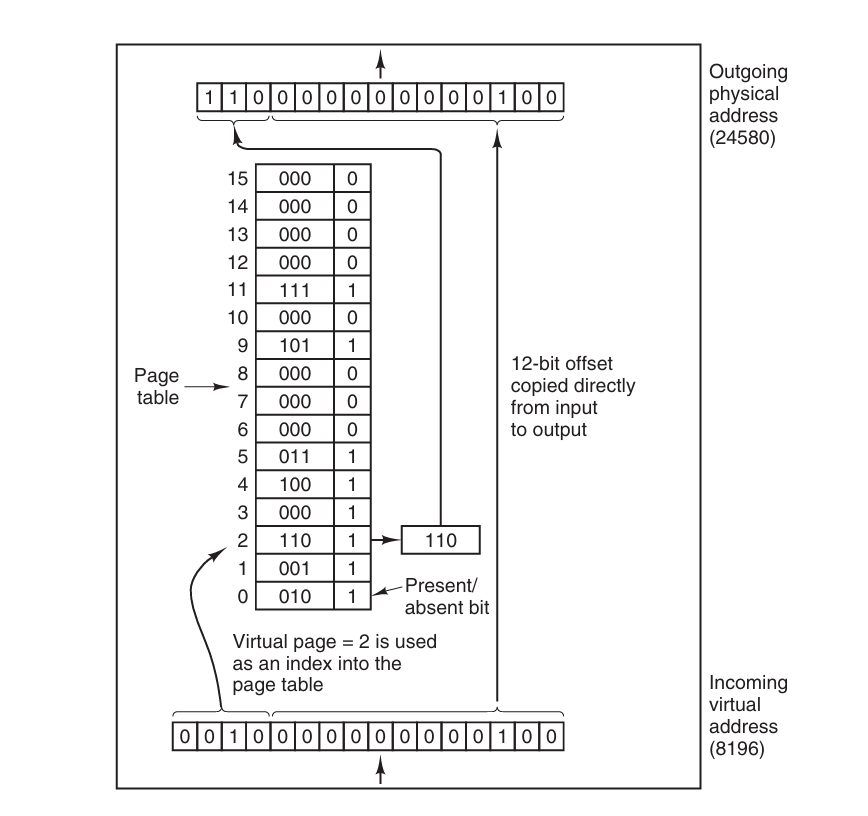 Outgoing
physical
address
(24580)
1 1 0 0 0 0 0 0 0 0 0 0 1 0 0
15 000 0
14 000 0
13 000 0
12 000 0
11 111 1
10 000 0
9 101 1
8 000 0
7 000 0
6 000 0
5 011 1
4 100 1
3 000 1
2 110 1
1 001 1
0 010 1
Page
table
110
Present/
absent bit
12-bit offset
copied directly
from input
to output
Virtual page = 2 is used
as an index into the
page table
0 0 1 0 0 0 0 0 0 0 0 0 0 1 0 0
Incoming
virtual
address
(8196)